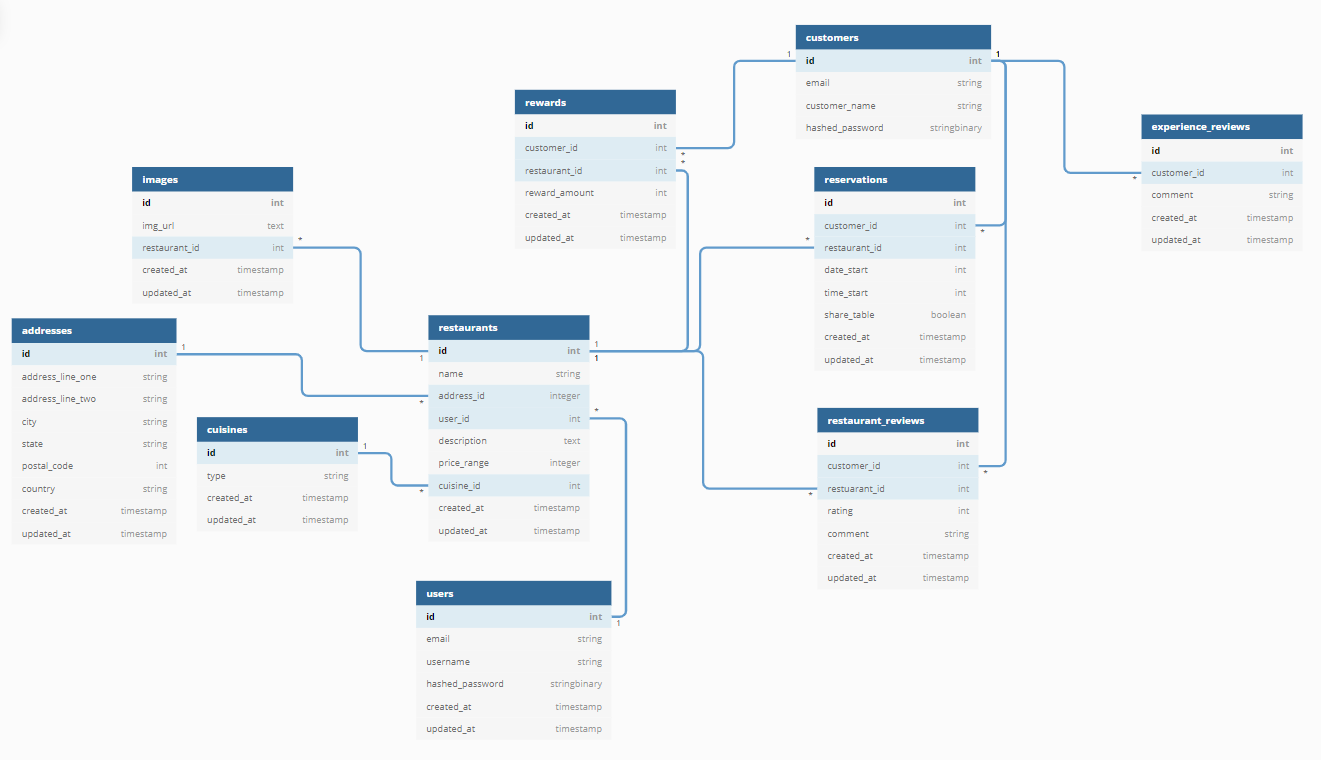 customers
1 id int 1
email string
customer_name string
hashed_password stringbinary
rewards
id int
customer_id int *
restaurant_id int *
reward_amount int
created_at timestamp
updated_at timestamp
experience_reviews
id int
* customer_id int
comment string
created_at timestamp
updated_at timestamp
images
id int
img_url text
restaurant_id int *
created_at timestamp
updated_at timestamp
reservations
id int
customer_id int *
* restaurant_id int
date_start int
time_start int
share_table boolean
created_at timestamp
updated_at timestamp
addresses
id int 1
address_line_one string
address_line_two string
city string
state string
postal_code int
country string
created_at timestamp
updated_at timestamp
restaurants
1 id int 1 1
name string
* address_id integer
user_id int *
description text
price_range integer
* cuisine_id int
created_at timestamp
updated_at timestamp
cuisines
id int 1
type string
created_at timestamp
updated_at timestamp
restaurant_reviews
id int
customer_id int *
* restuarant_id int
rating int
comment string
created_at timestamp
updated_at timestamp
users
id int 1
email string
username string
hashed_password stringbinary
created_at timestamp
updated_at timestamp